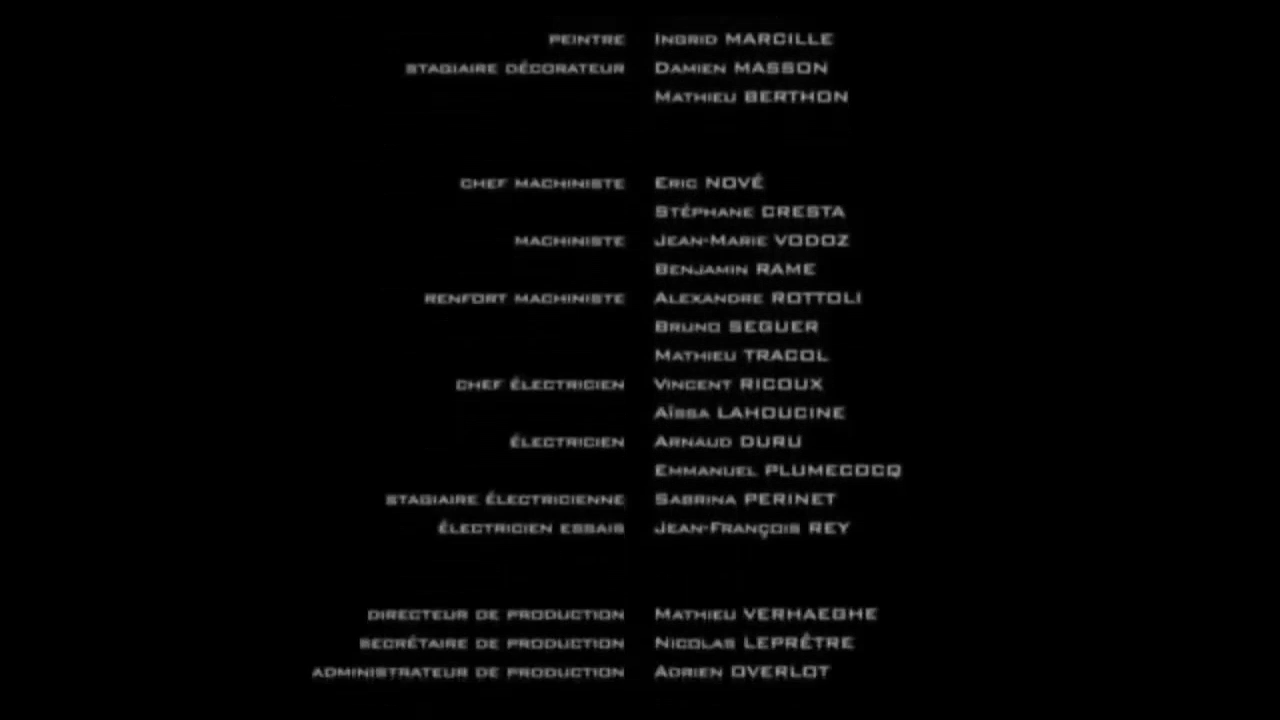 PEINTRE INGRID MARCILLE
STAGIAIRE DÉCORATEUR DAMIEN MASSON
MATHIEU BERTHON
CHEF MACHINISTE ERIC NOVÉ
STÉPHANE CRESTA
MACHINISTE JEAN-MARIE VODOZ
BENJAMIN RAME
RENFORT MACHINISTE ALEXANDRE ROTTOLI
BRUNO SEGUER
MATHIEU TRACOL
CHEF ÉLECTRICIEN VINCENT RICOUX
AÏSSA LAHOUCINE
ÉLECTRICIEN ARNAUD DURU
EMMANUEL PLUMECOCQ
STAGIAIRE ÉLECTRICIENNE SABRINA PERINET
ÉLECTRICIEN ESSAIS JEAN-FRANÇOIS REY
DIRECTEUR DE PRODUCTION MATHIEU VERHAEGHE
SECRÉTAIRE DE PRODUCTION NICOLAS LEPRÊTRE
ADMINISTRATEUR DE PRODUCTION ADRIEN OVERLOT